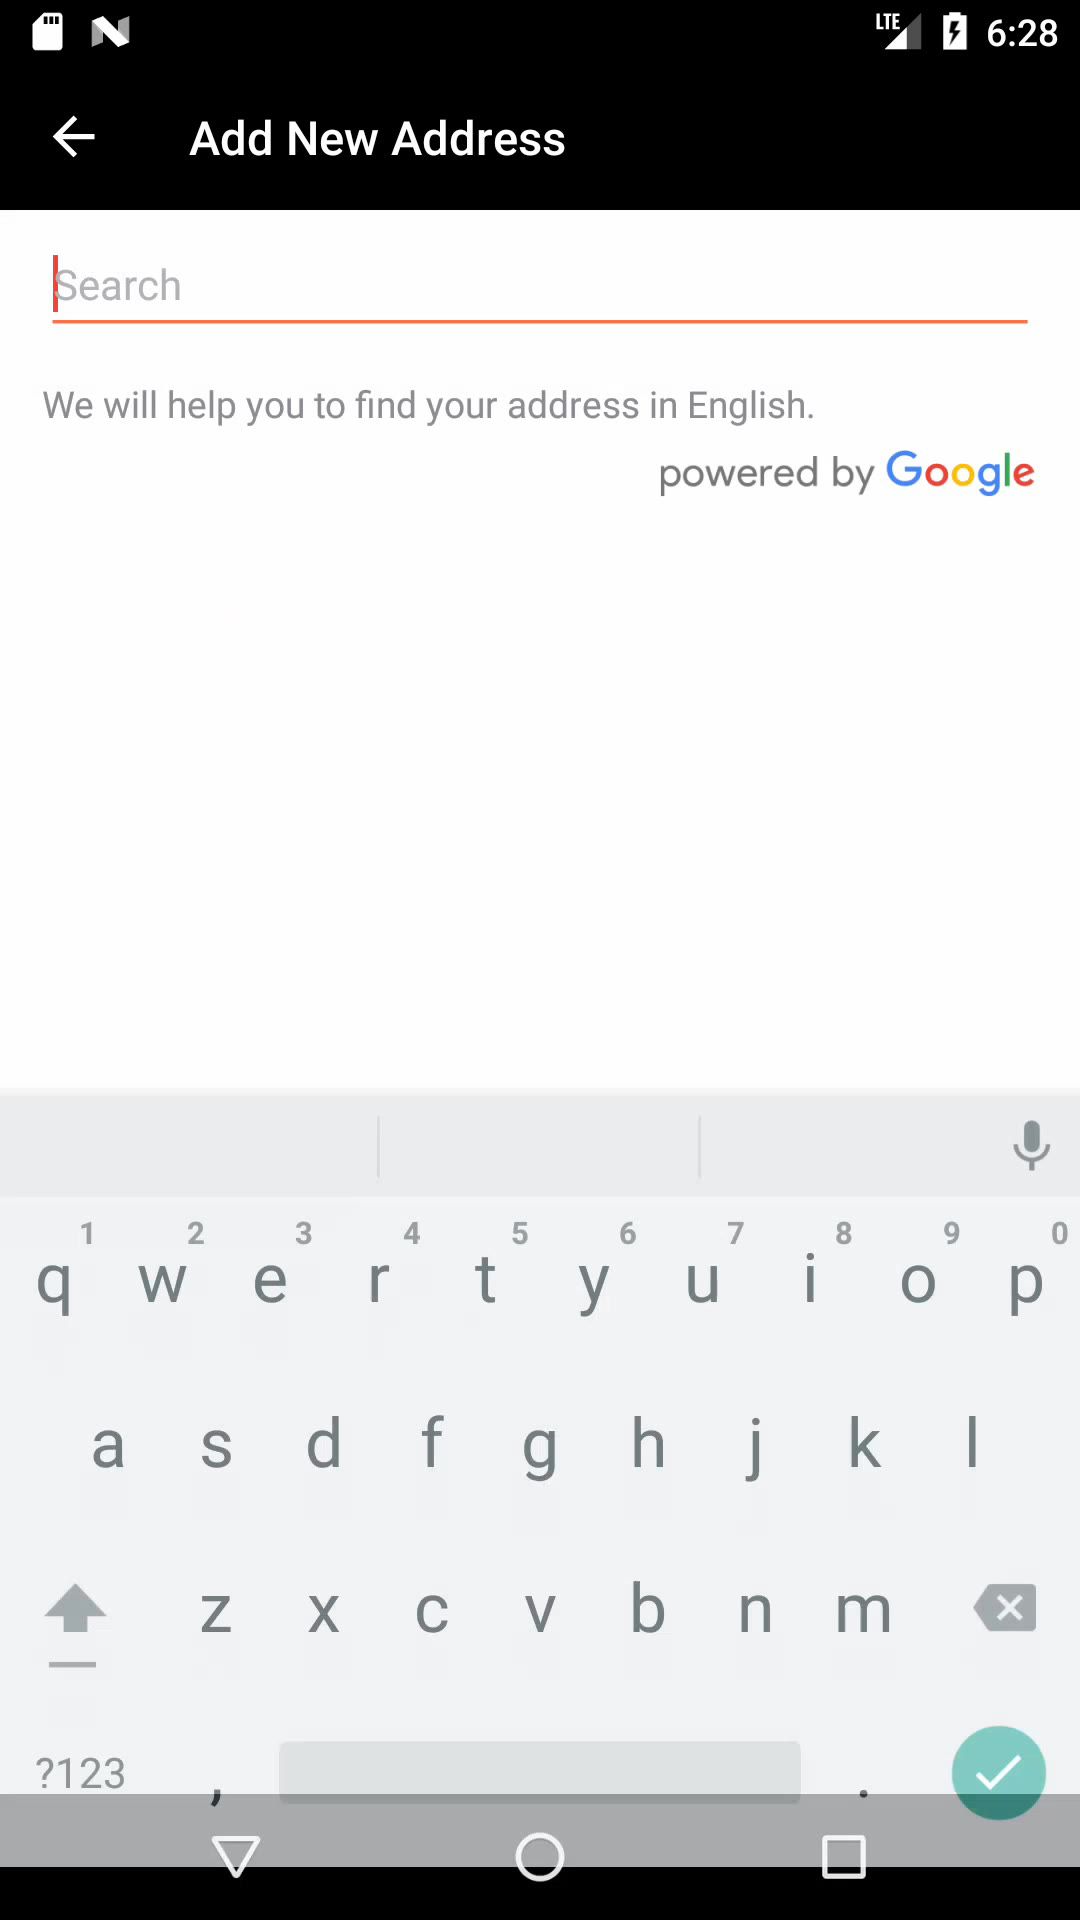 LTE 6:28
Add New Address
Search
We will help you to find your address in English.
powered by Google
1 2 3 4 5 6 7 8 9 0
q w e r t y u i o p
a s d f g h j k l
z x c v b n m
?123 , .